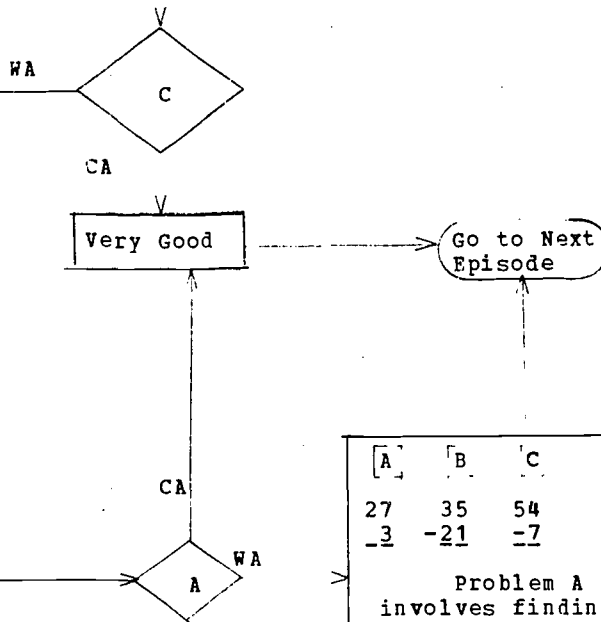 WA
C
CA
Very Good
Go to Next
Episode
CA
WA
A
A B C
27 35 54
-3 -21 -7
Problem A
involves findin